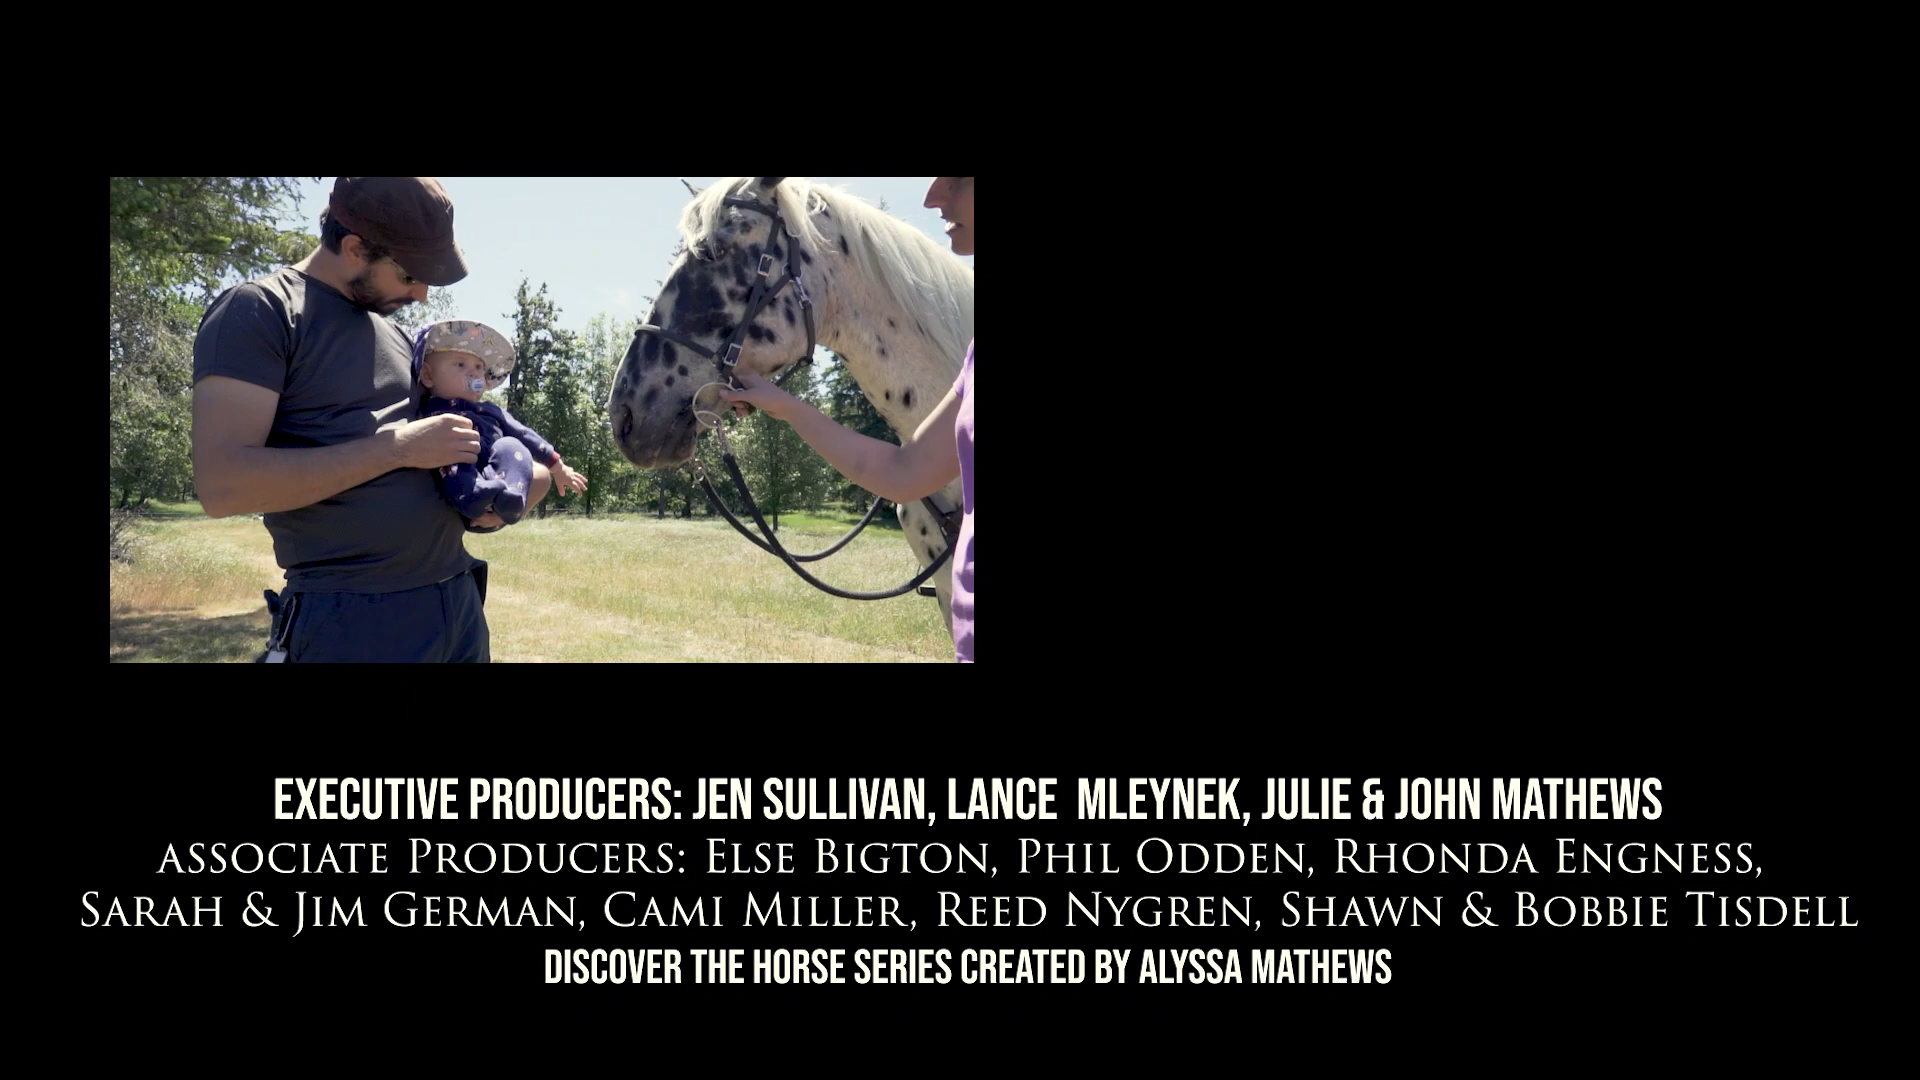 EXECUTIVE PRODUCERS: JEN SULLIVAN, LANCE MLEYNEK, JULIE & JOHN MATHEWS
ASSOCIATE PRODUCERS: ELSE BIGTON, PHIL ODDEN, RHONDA ENGNESS,
SARAH & JIM GERMAN, CAMI MILLER, REED NYGREN, SHAWN & BOBBIE TISDELL
DISCOVER THE HORSE SERIES CREATED BY ALYSSA MATHEWS